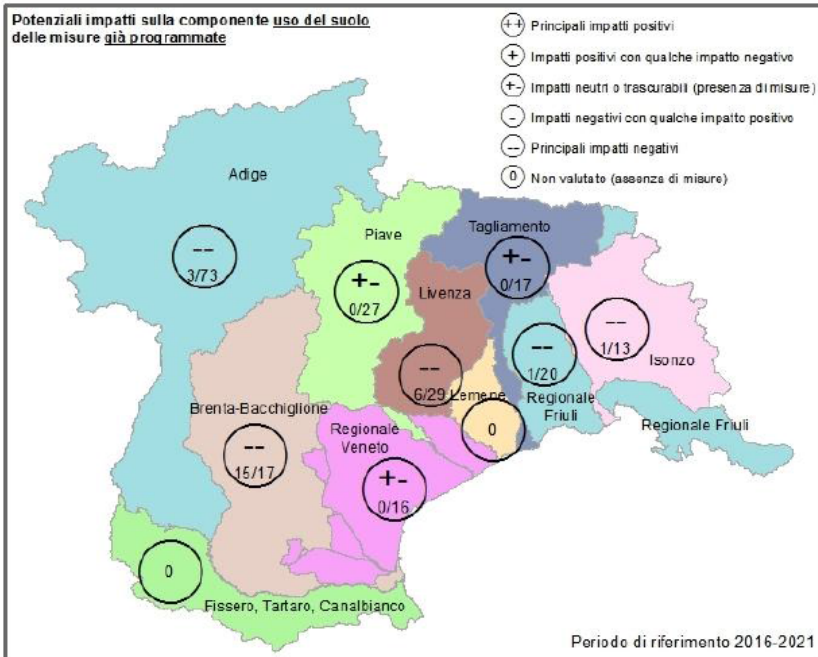 Potenziali impatti sulla componente uso del suolo
delle misure già programmate
++ Principali impatti positivi
+ Impatti positivi con qualche impatto negativo
+- Impatti neutri o trascurabili (presenza di misure)
- Impatti negativi con qualche impatto positivo
-- Principali impatti negativi
0 Non valutato (assenza di misure)
Adige
--
3/73
Piave
+-
0/27
Tagliamento
+-
0/17
Livenza
--
6/29
Lemene
0
--
1/20
Regionale
Friuli
--
1/13
Isonzo
Regionale Friuli
Brenta-Bacchiglione
--
15/17
Regionale
Veneto
+-
0/16
0
Fissero, Tartaro, Canalbianco
Periodo di riferimento 2016-2021